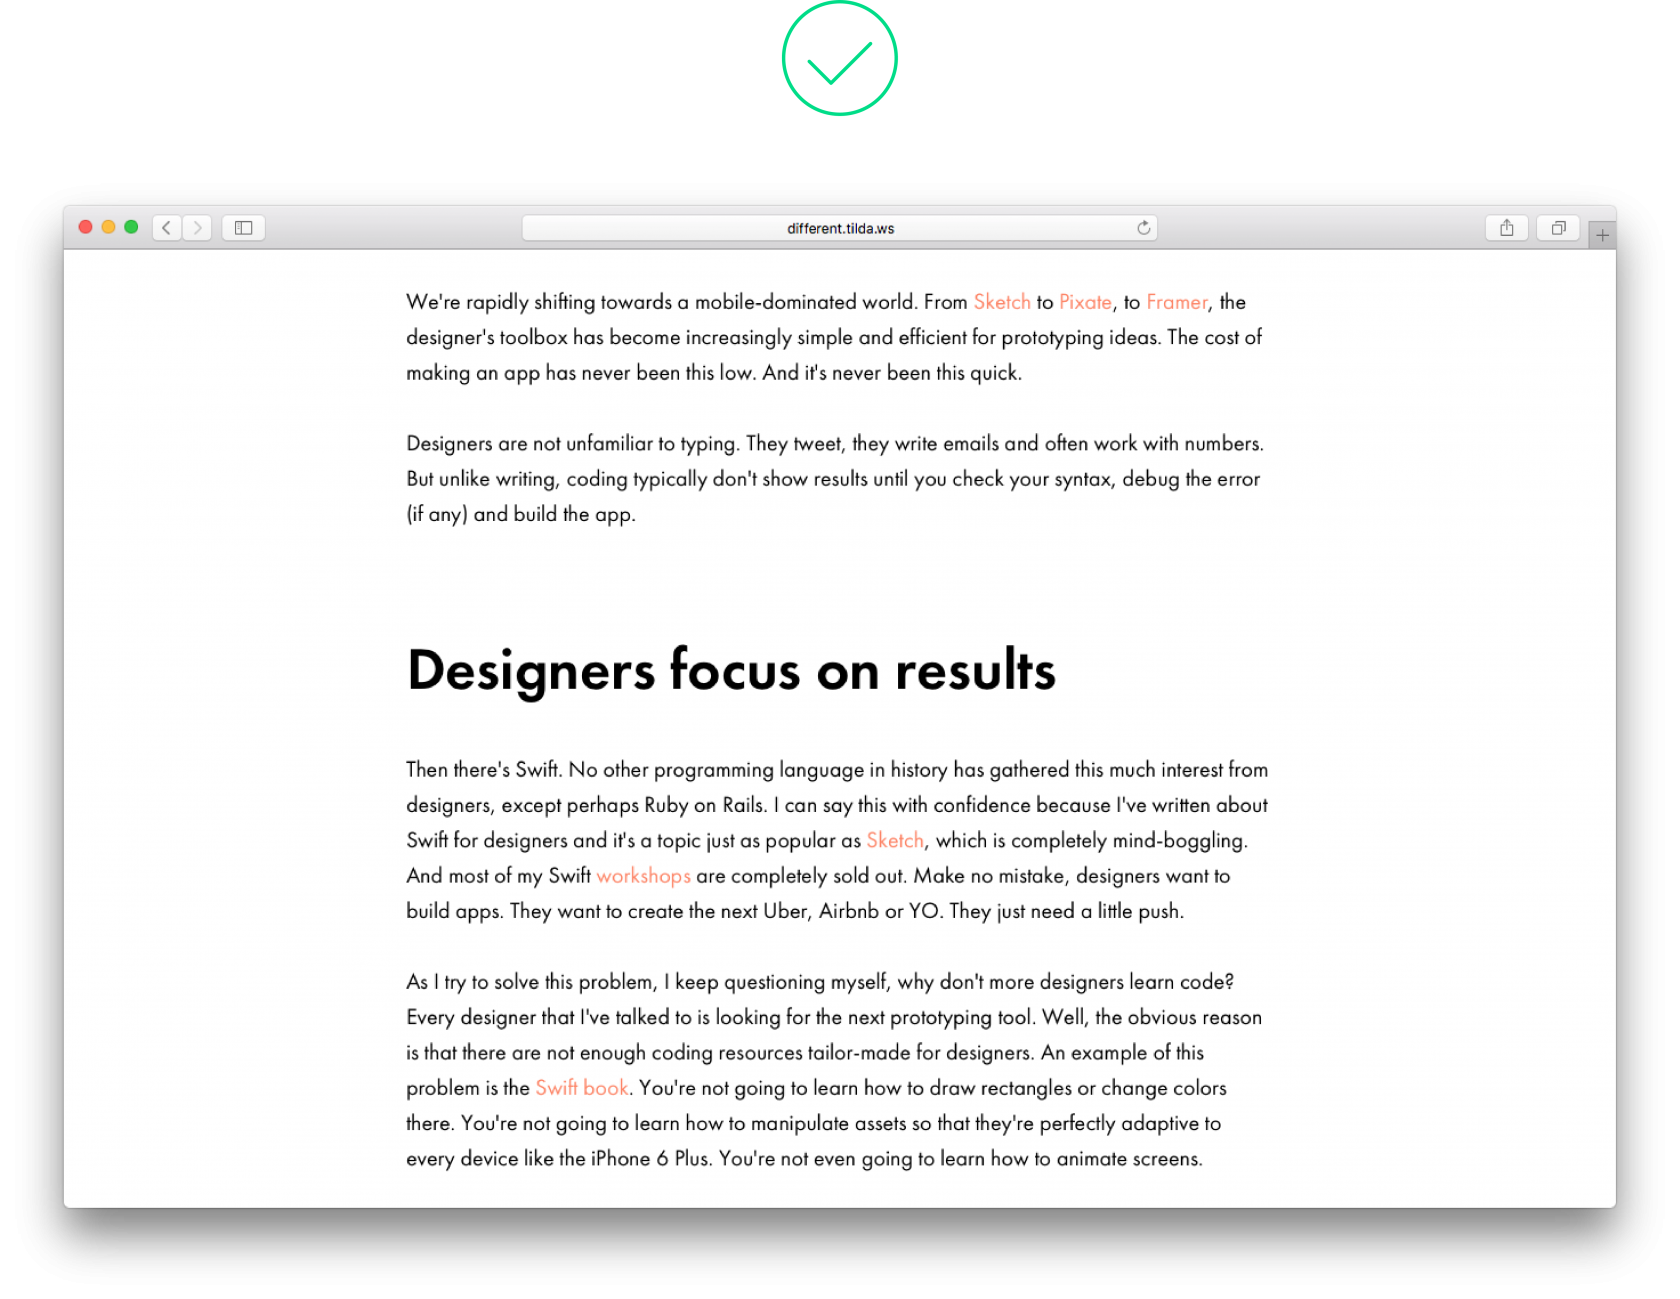 different.tilda.ws
We're rapidly shifting towards a mobile-dominated world. From Sketch to Pixate, to Framer, the
designer's toolbox has become increasingly simple and efficient for prototyping ideas. The cost of
making an app has never been this low. And it's never been this quick.
Designers are not unfamiliar to typing. They tweet, they write emails and often work with numbers.
But unlike writing, coding typically don't show results until you check your syntax, debug the error
(if any) and build the app.
Designers focus on results
Then there's Swift. No other programming language in history has gathered this much interest from
designers, except perhaps Ruby on Rails. I can say this with confidence because I've written about
Swift for designers and it's a topic just as popular as Sketch, which is completely mind-boggling.
And most of my Swift workshops are completely sold out. Make no mistake, designers want to
build apps. They want to create the next Uber, Airbnb or YO. They just need a little push.
As I try to solve this problem, I keep questioning myself, why don't more designers learn code?
Every designer that I've talked to is looking for the next prototyping tool. Well, the obvious reason
is that there are not enough coding resources tailor-made for designers. An example of this
problem is the Swift book. You're not going to learn how to draw rectangles or change colors
there. You're not going to learn how to manipulate assets so that they're perfectly adaptive to
every device like the iPhone 6 Plus. You're not even going to learn how to animate screens.